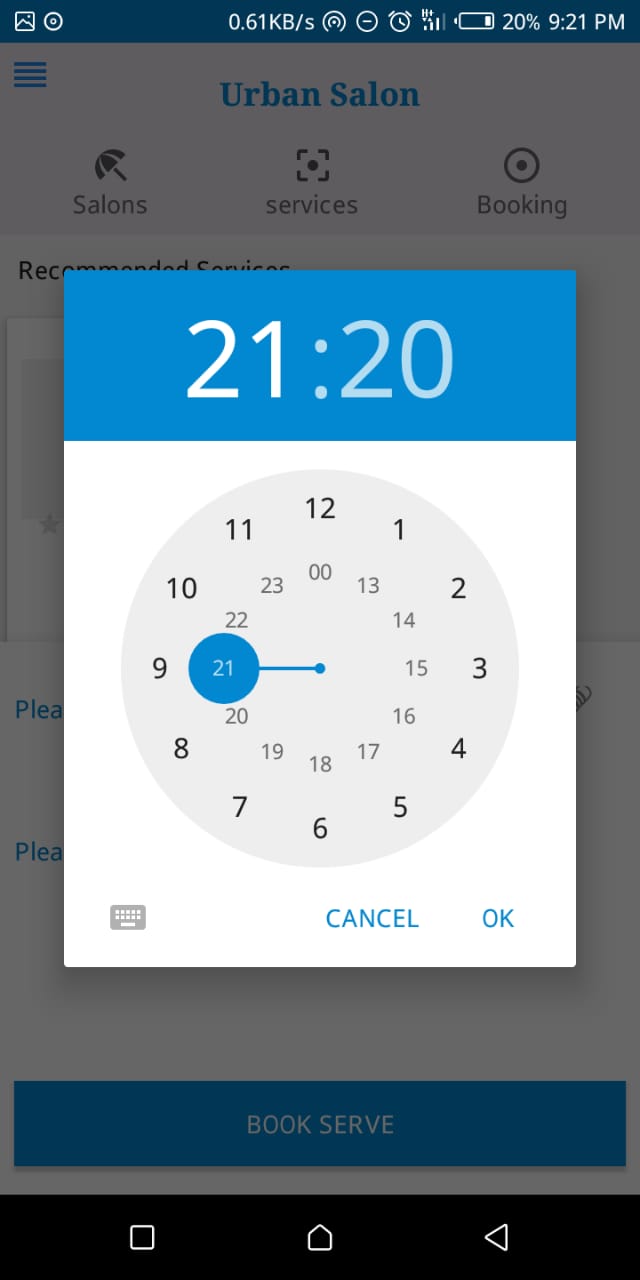 0.61KB/s 20% 9:21 PM
Urban Salon
Salons services Booking
Recommended Services
21:20
12
11 1
00
23 13
10 2
22 14
9 21 15 3
20 16
8 4
19 17
18
7 5
6
Plea
Plea
CANCEL OK
BOOK SERVE